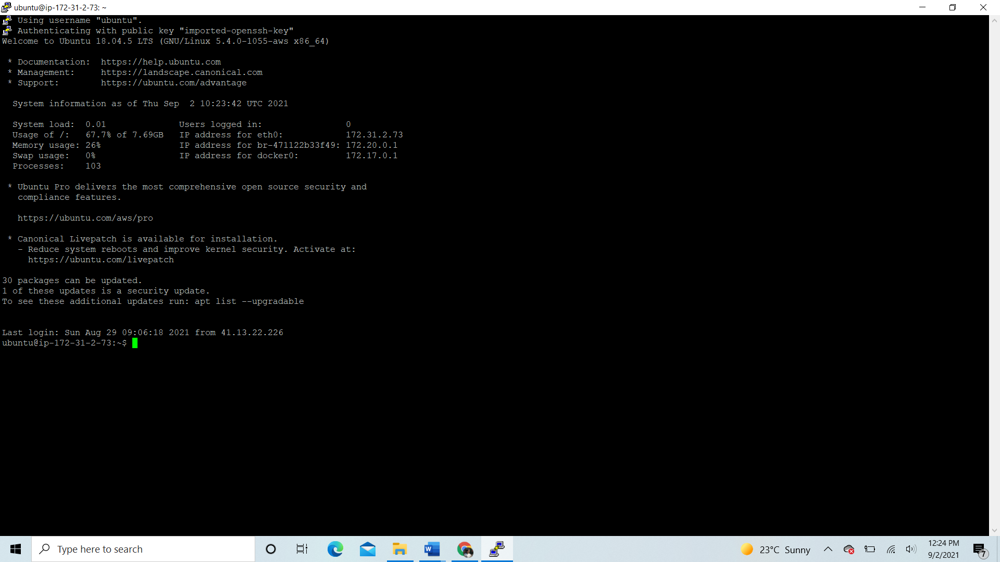 ubuntu@ip-172-31-2-73: ~
Using username "ubuntu".
Authenticating with public key "imported-openssh-key"
Welcome to Ubuntu 18.04.5 LTS (GNU/Linux 5.4.0-1055-aws x86_64)
* Documentation:  https://help.ubuntu.com
* Management:     https://landscape.canonical.com
* Support:        https://ubuntu.com/advantage
System information as of Thu Sep  2 10:23:42 UTC 2021
System load:  0.01              Users logged in:                0
Usage of /:   67.7% of 7.69GB   IP address for eth0:            172.31.2.73
Memory usage: 26%               IP address for br-471122b33f49: 172.20.0.1
Swap usage:   0%                IP address for docker0:         172.17.0.1
Processes:    103
* Ubuntu Pro delivers the most comprehensive open source security and
compliance features.
https://ubuntu.com/aws/pro
* Canonical Livepatch is available for installation.
- Reduce system reboots and improve kernel security. Activate at:
https://ubuntu.com/livepatch
30 packages can be updated.
1 of these updates is a security update.
To see these additional updates run: apt list --upgradable
Last login: Sun Aug 29 09:06:18 2021 from 41.13.22.226
ubuntu@ip-172-31-2-73:~$
Type here to search
W
23°C Sunny
12:24 PM
9/2/2021
7